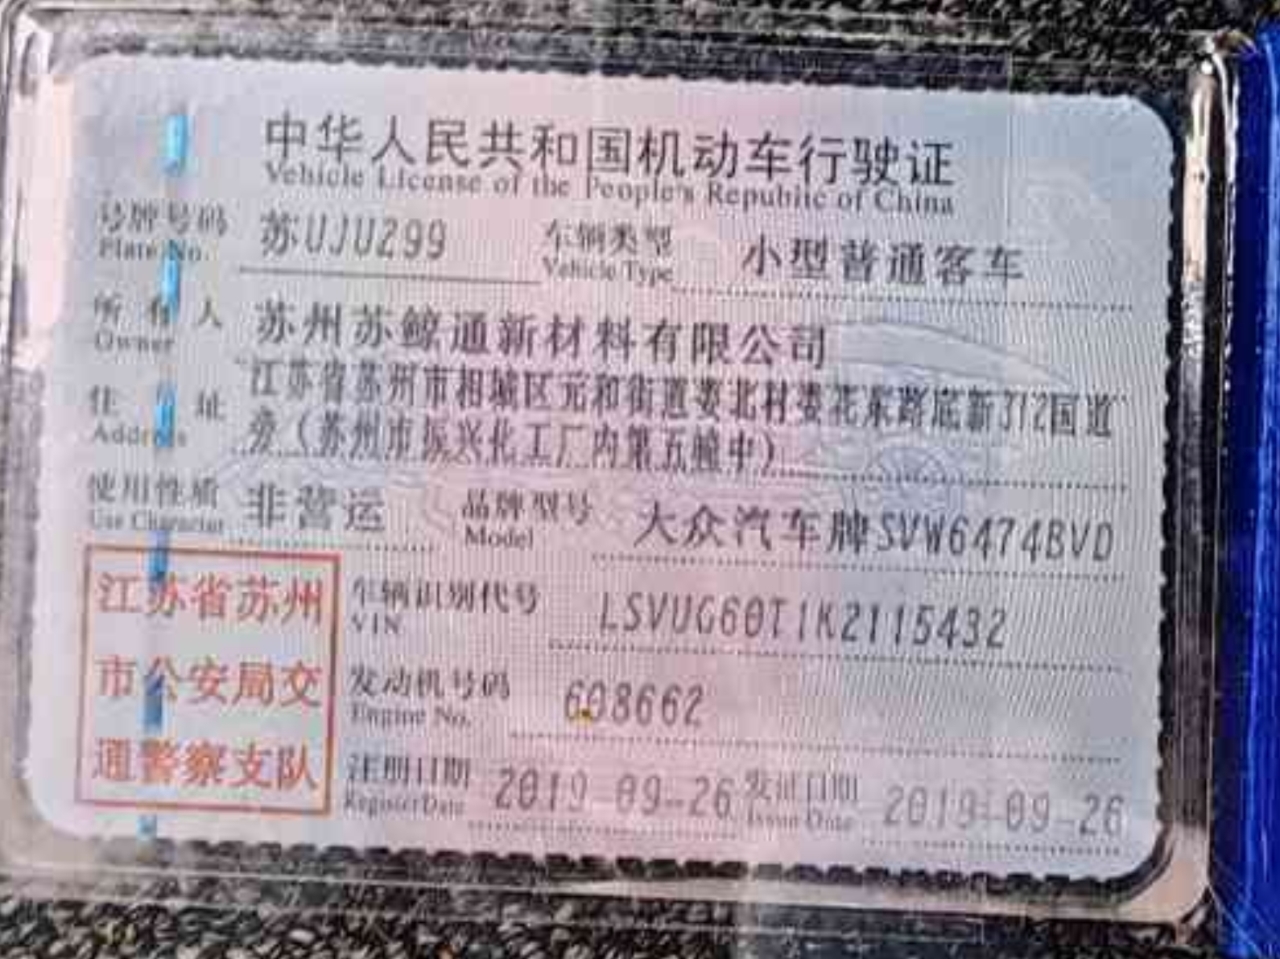 中华人民共和国机动车行驶证
Vehicle License of the People's Republic of China
号牌号码 苏UJU299 车辆类型 小型普通客车
Plate No. Vehicle Type
所有人 苏州苏鲸通新材料有限公司
Owner
住址 江苏省苏州市相城区元和街道娄北村娄花东路底新312国道
Address 旁(苏州市振兴化工厂内第五幢中)
使用性质 非营运 品牌型号 大众汽车牌SVW6474BVD
Use Character Model
江苏省苏州 车辆识别代号 LSVUG60T1K2115432
VIN
市公安局交 发动机号码 608662
Engine No.
通警察支队 注册日期 2019-09-26 发证日期 2019-09-26
Register Date Issue Date